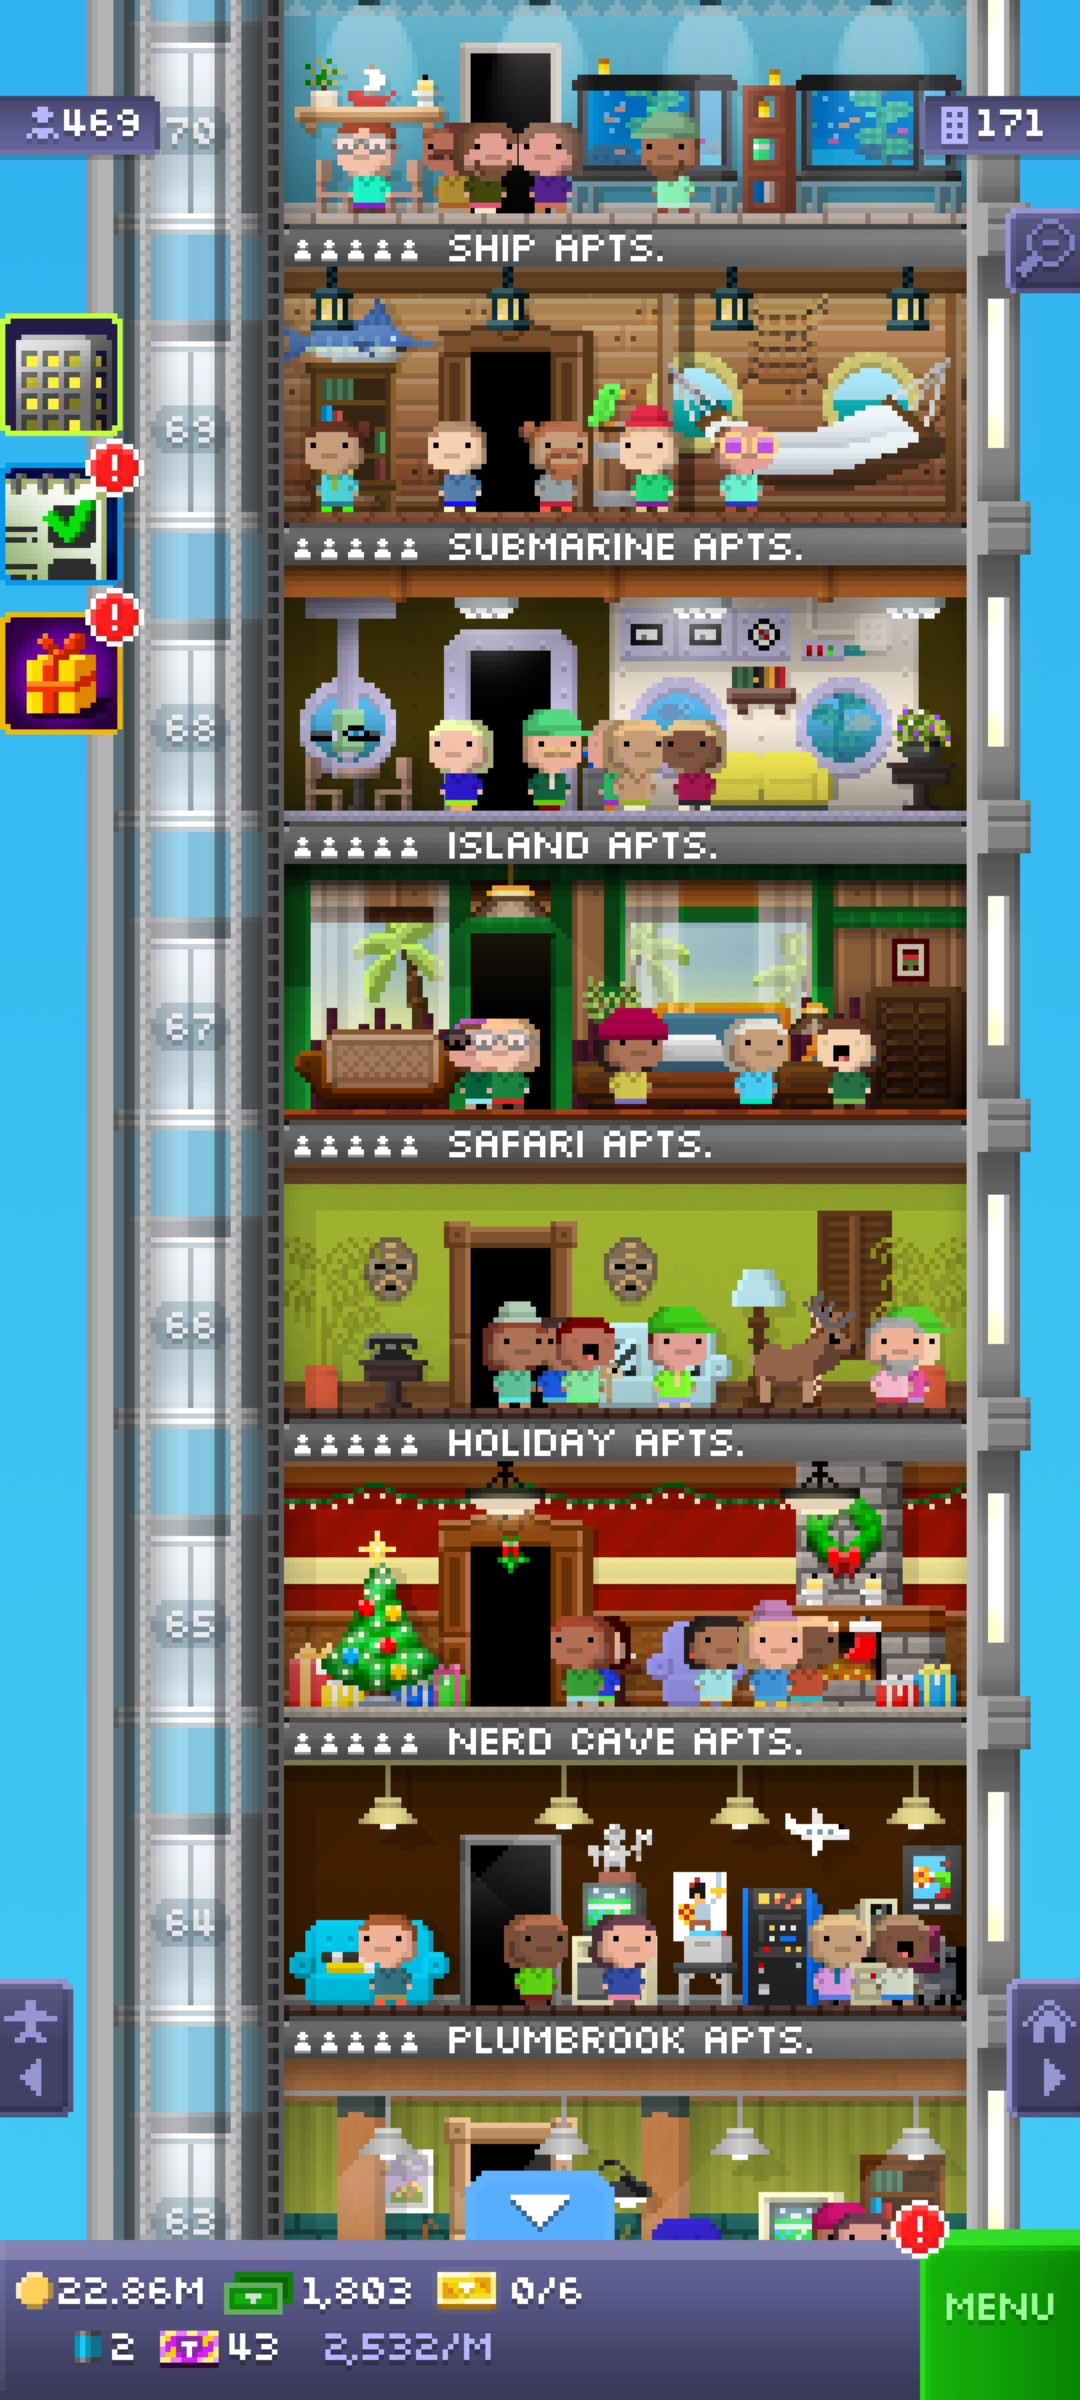 469
70
171
SHIP APTS.
69
SUBMARINE APTS.
68
ISLAND APTS.
67
SAFARI APTS.
66
HOLIDAY APTS.
65
NERD CAVE APTS.
64
PLUMBROOK APTS.
63
22.86M 1,803 0/6
MENU
2 43 2,532/M